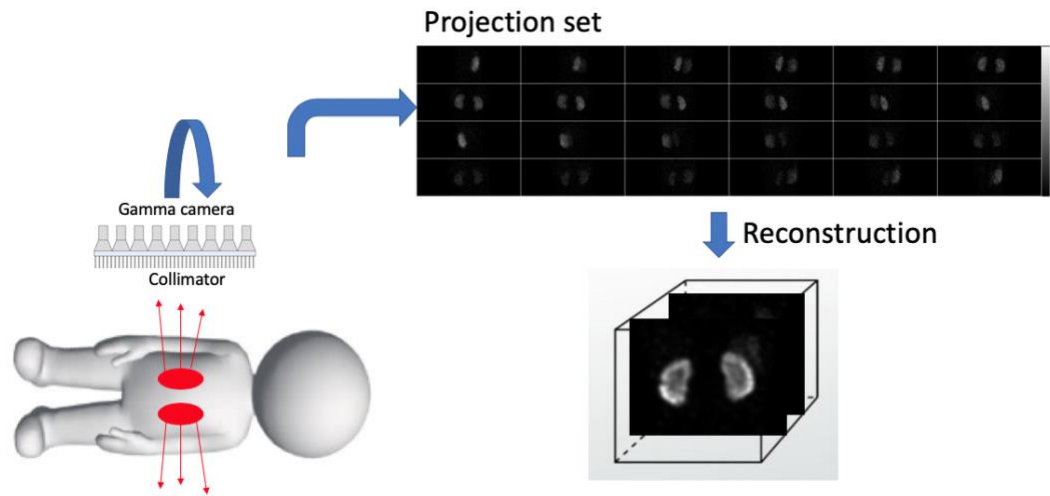 Projection set
Gamma camera
Collimator
Reconstruction